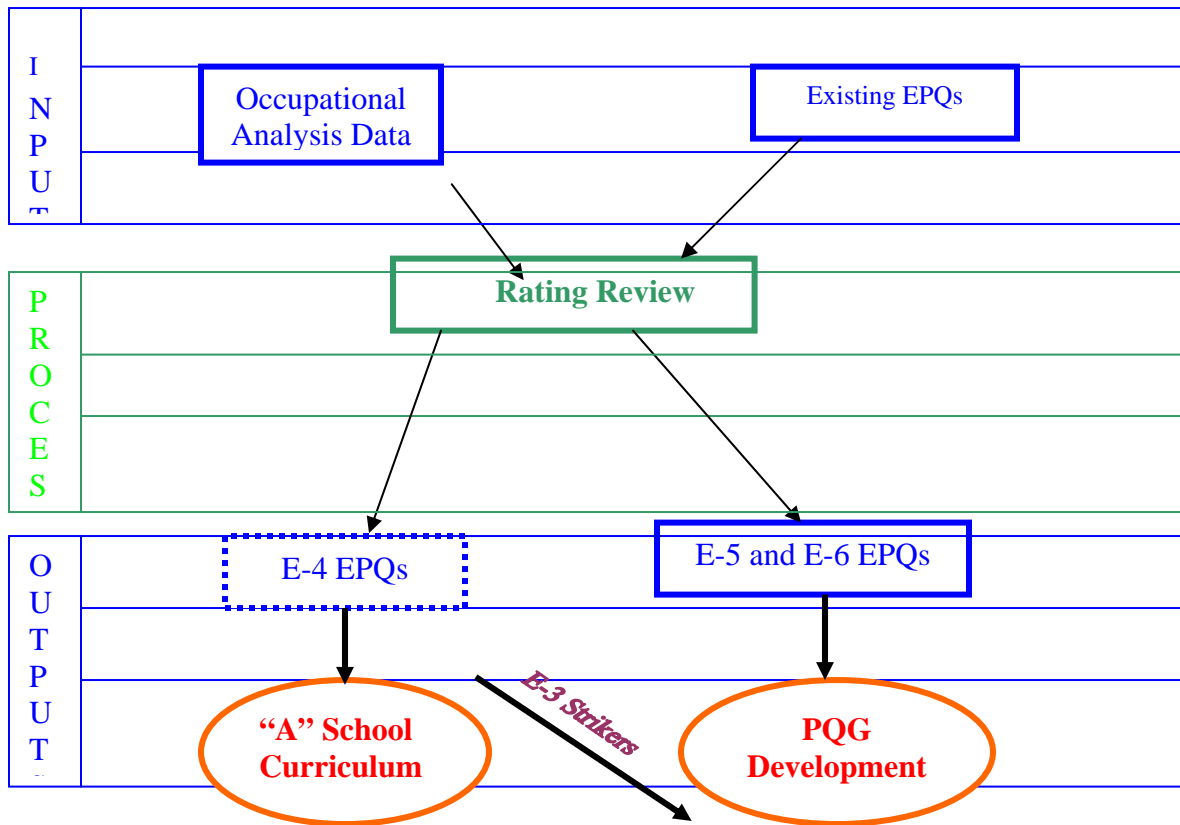 I
N
P
U
T
Occupational
Analysis Data
Existing EPQs
P
R
O
C
E
S
Rating Review
O
U
T
P
U
T
E-4 EPQs
E-5 and E-6 EPQs
E-3 Strikers
“A” School
Curriculum
PQG
Development